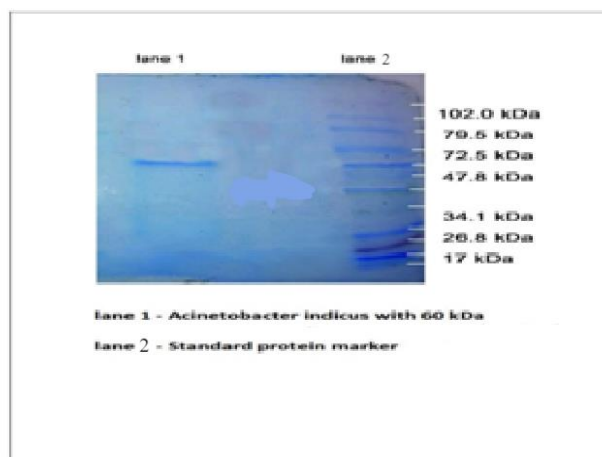 lane 1
lane 2
102.0 kDa
79.5 kDa
72.5 kDa
47.8 kDa
34.1 kDa
26.8 kDa
17 kDa
lane 1 - Acinetobacter indicus with 60 kDa
lane 2 - Standard protein marker